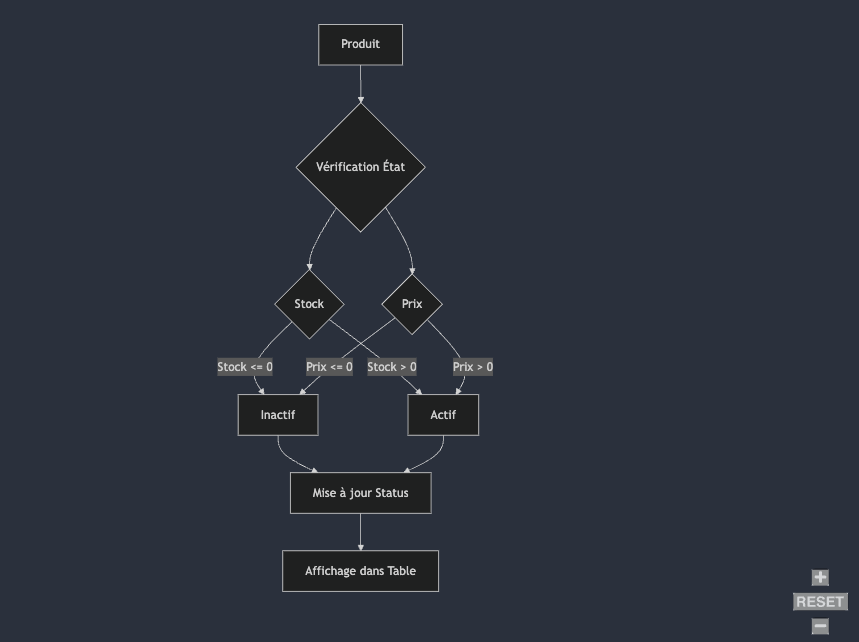 Produit
Vérification État
Stock
Prix
Stock <= 0
Prix <= 0
Stock > 0
Prix > 0
Inactif
Actif
Mise à jour Status
Affichage dans Table
+
RESET
−